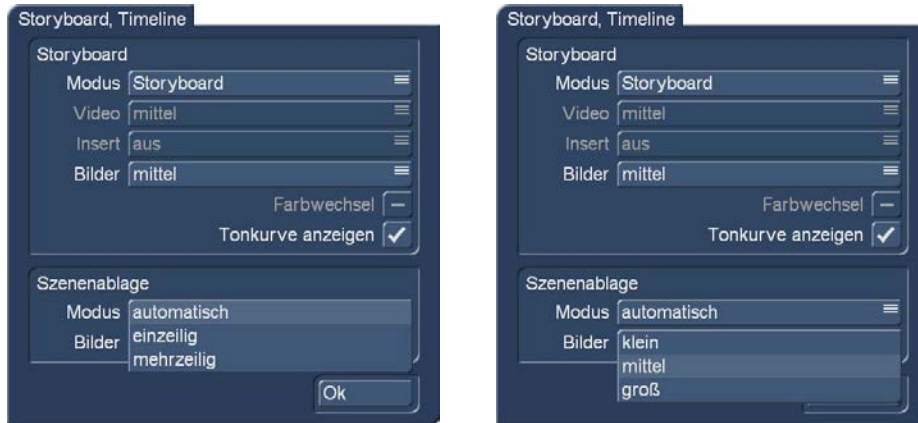 Storyboard, Timeline
Storyboard
Modus Storyboard
Video mittel
Insert aus
Bilder mittel
Farbwechsel
Tonkurve anzeigen
Szenenablage
Modus automatisch
einzeilig
Bilder
mehrzeilig
Ok
Storyboard, Timeline
Storyboard
Modus Storyboard
Video mittel
Insert aus
Bilder mittel
Farbwechsel
Tonkurve anzeigen
Szenenablage
Modus automatisch
Bilder klein
mittel
groß